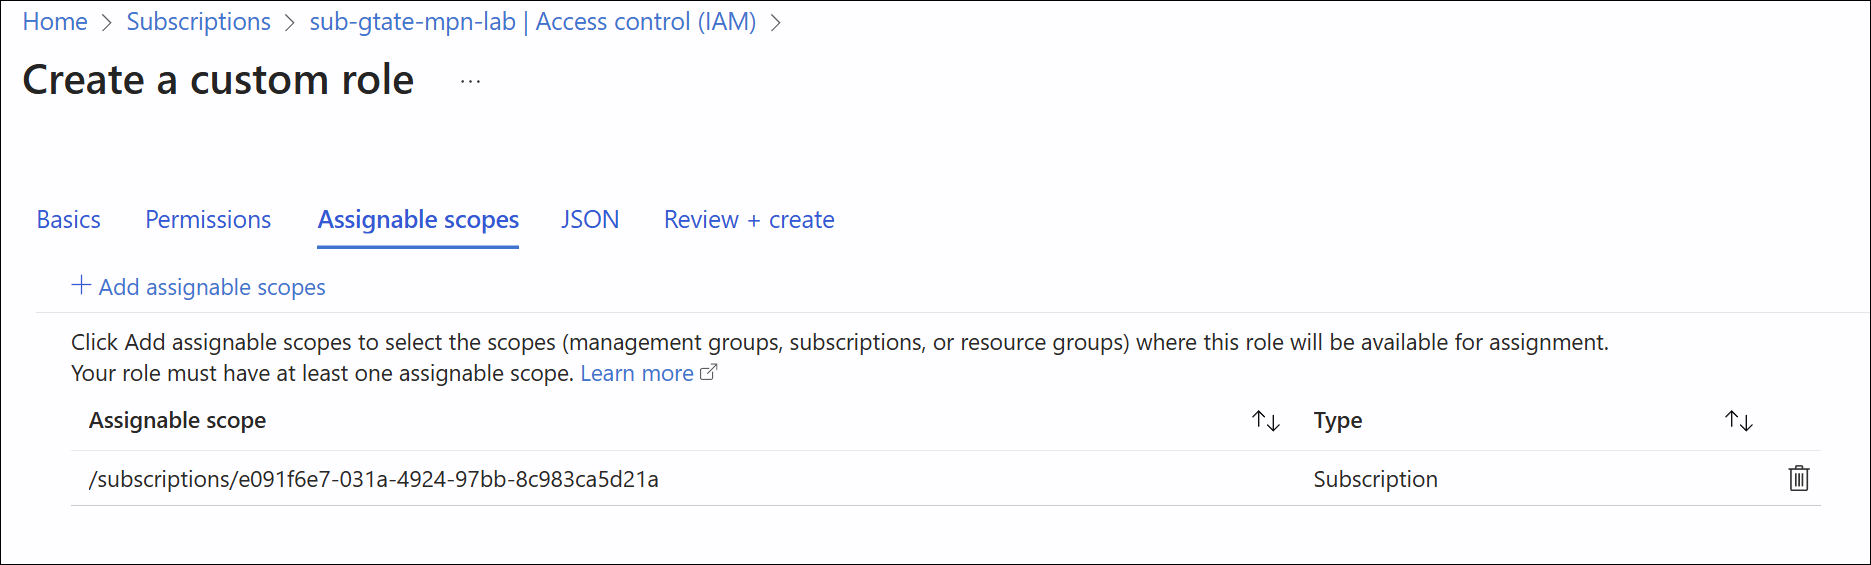 Home > Subscriptions > sub-gtate-mpn-lab | Access control (IAM) >
Create a custom role ...
Basics Permissions Assignable scopes JSON Review + create
+ Add assignable scopes
Click Add assignable scopes to select the scopes (management groups, subscriptions, or resource groups) where this role will be available for assignment.
Your role must have at least one assignable scope. Learn more
Assignable scope ↑↓ Type ↑↓
/subscriptions/e091f6e7-031a-4924-97bb-8c983ca5d21a Subscription